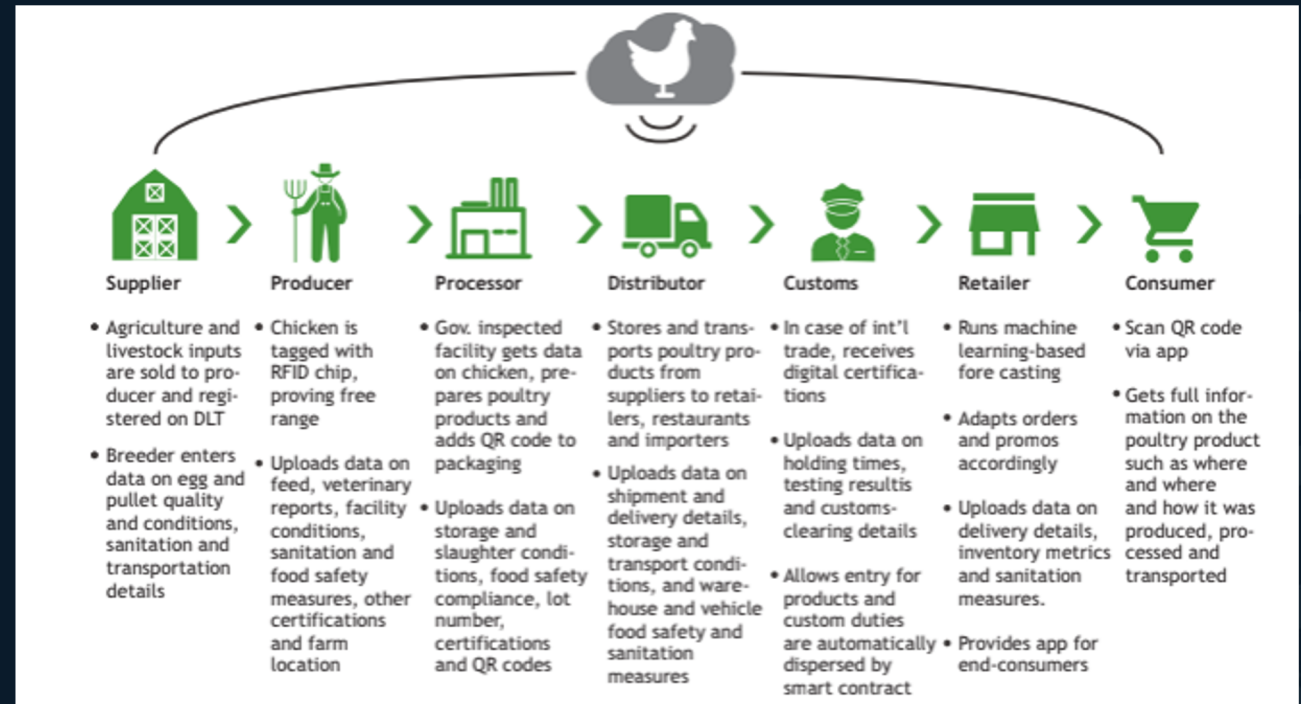 Supplier
• Agriculture and
livestock inputs
are sold to pro-
ducer and regi-
stered on DLT
• Breeder enters
data on egg and
pullet quality
and conditions,
sanitation and
transportation
details
Producer
• Chicken is
tagged with
RFID chip,
proving free
range
• Uploads data on
feed, veterinary
reports, facility
conditions,
sanitation and
food safety
measures, other
certifications
and farm
location
Processor
• Gov. inspected
facility gets data
on chicken, pre-
pares poultry
products and
adds QR code to
packaging
• Uploads data on
storage and
slaughter condi-
tions, food safety
compliance, lot
number,
certifications
and QR codes
Distributor
• Stores and trans-
ports poultry pro-
ducts from
suppliers to retai-
lers, restaurants
and importers
• Uploads data on
shipment and
delivery details,
storage and
transport condi-
tions, and ware-
house and vehicle
food safety and
sanitation
measures
Customs
• In case of int'l
trade, receives
digital certifica-
tions
• Uploads data on
holding times,
testing resultis
and customs-
clearing details
• Allows entry for
products and
custom duties
are automatically
dispersed by
smart contract
Retailer
• Runs machine
learning-based
fore casting
• Adapts orders
and promos
accordingly
• Uploads data on
delivery details,
inventory metrics
and sanitation
measures.
• Provides app for
end-consumers
Consumer
• Scan QR code
via app
• Gets full infor-
mation on the
poultry product
such as where
and where
and how it was
produced, pro-
cessed and
transported